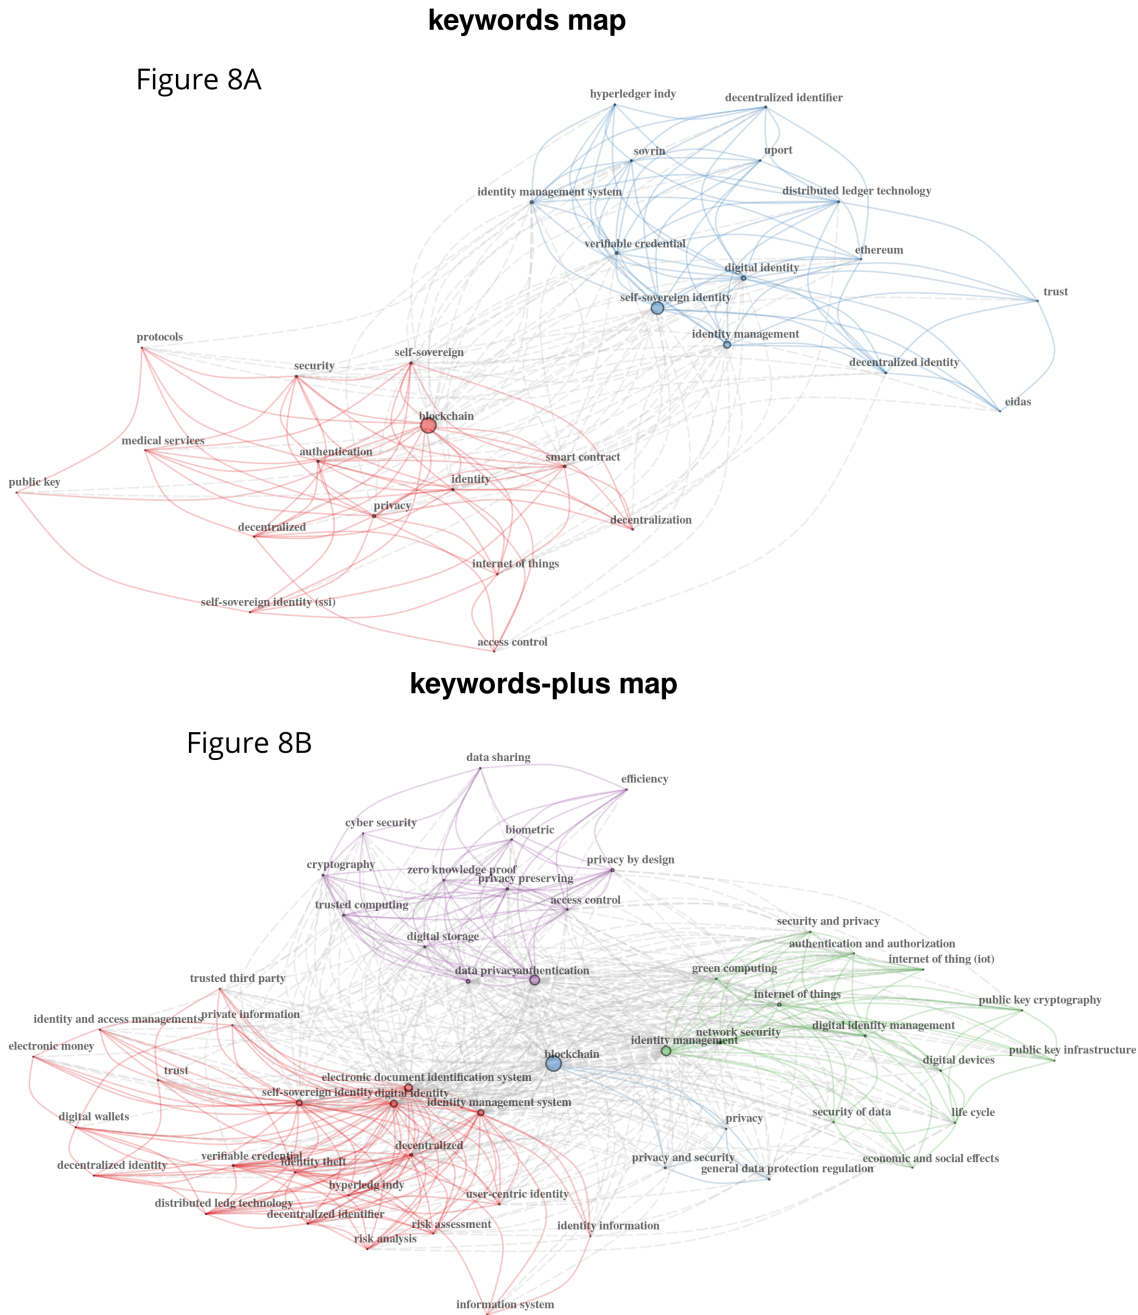 keywords map
Figure 8A
hyperledger indy
decentralized identifier
sovrin
uport
identity management system
distributed ledger technology
verifiable credential
ethereum
digital identity
self-sovereign identity
trust
identity management
protocols
self-sovereign
security
decentralized identity
eidas
blockchain
medical services
authentication
smart contract
public key
identity
privacy
decentralized
decentralization
internet of things
self-sovereign identity (ssi)
access control
keywords-plus map
Figure 8B
data sharing
efficiency
cyber security
biometric
cryptography
zero knowledge proof
privacy by design
privacy preserving
trusted computing
access control
security and privacy
digital storage
authentication and authorization
internet of thing (iot)
data privacy
authentication
green computing
trusted third party
internet of things
public key cryptography
identity and access managements
private information
digital identity management
network security
identity management
electronic money
blockchain
public key infrastructure
digital devices
trust
electronic document identification system
self-sovereign identity
digital identity
identity management system
digital wallets
privacy
security of data
life cycle
decentralized
verifiable credential
identity theft
decentralized identity
privacy and security
general data protection regulation
economic and social effects
hyperledg indy
user-centric identity
distributed ledg technology
decentralized identifier
risk assessment
identity information
risk analysis
information system